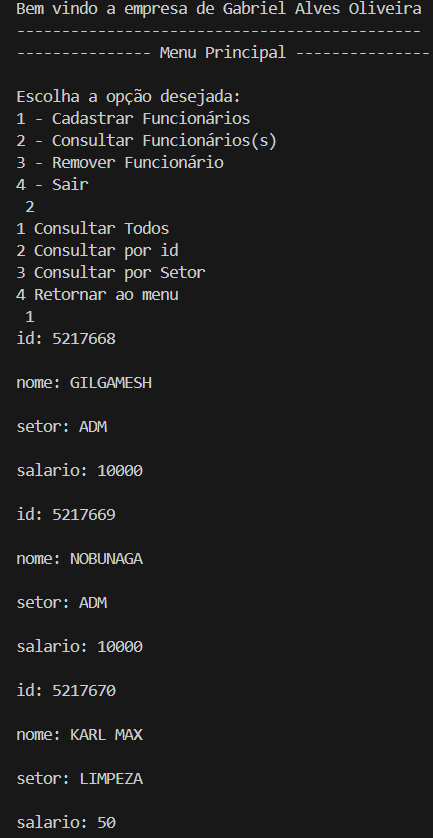 Bem vindo a empresa de Gabriel Alves Oliveira
---------------------------------------------
--------------- Menu Principal ---------------
Escolha a opção desejada:
1 - Cadastrar Funcionários
2 - Consultar Funcionários(s)
3 - Remover Funcionário
4 - Sair
2
1 Consultar Todos
2 Consultar por id
3 Consultar por Setor
4 Retornar ao menu
1
id: 5217668
nome: GILGAMESH
setor: ADM
salario: 10000
id: 5217669
nome: NOBUNAGA
setor: ADM
salario: 10000
id: 5217670
nome: KARL MAX
setor: LIMPEZA
salario: 50